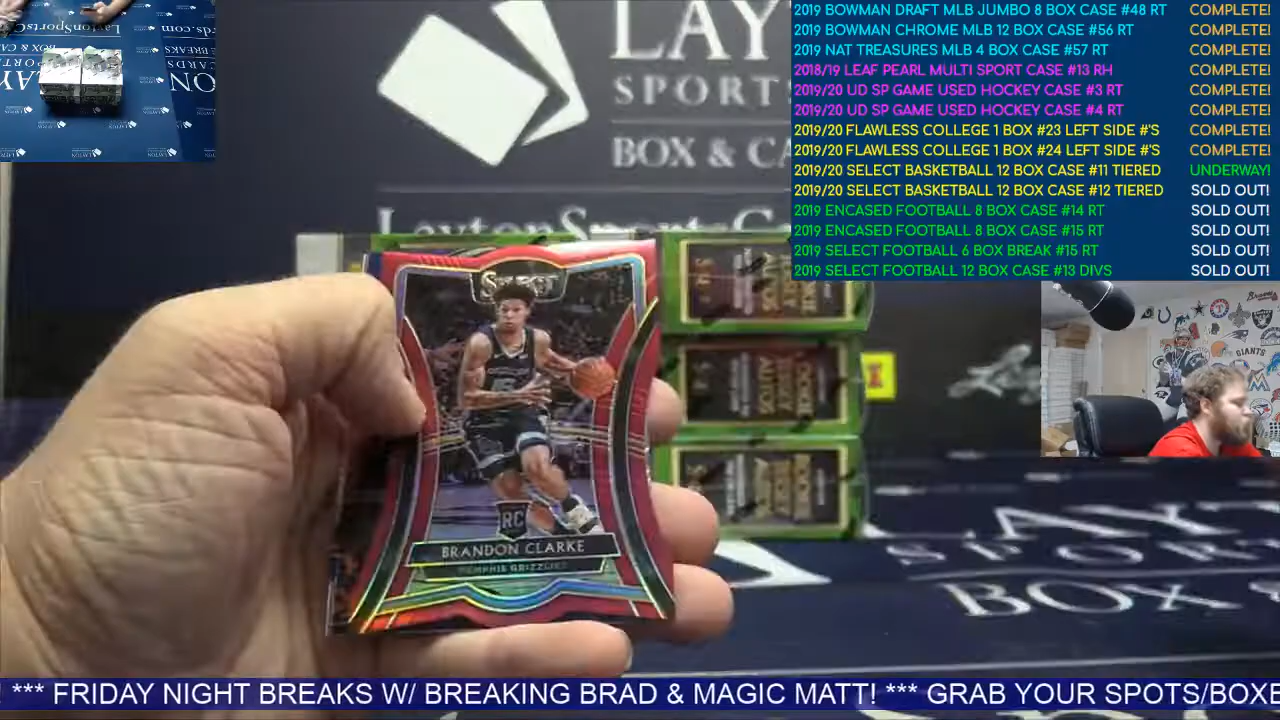 2019 BOWMAN DRAFT MLB JUMBO 8 BOX CASE #48 RT COMPLETE!
2019 BOWMAN CHROME MLB 12 BOX CASE #56 RT COMPLETE!
2019 NAT TREASURES MLB 4 BOX CASE #57 RT COMPLETE!
2018/19 LEAF PEARL MULTI SPORT CASE #13 RH COMPLETE!
2019/20 UD SP GAME USED HOCKEY CASE #3 RT COMPLETE!
2019/20 UD SP GAME USED HOCKEY CASE #4 RT COMPLETE!
2019/20 FLAWLESS COLLEGE 1 BOX #23 LEFT SIDE #'S COMPLETE!
2019/20 FLAWLESS COLLEGE 1 BOX #24 LEFT SIDE #'S COMPLETE!
2019/20 SELECT BASKETBALL 12 BOX CASE #11 TIERED UNDERWAY!
2019/20 SELECT BASKETBALL 12 BOX CASE #12 TIERED SOLD OUT!
2019 ENCASED FOOTBALL 8 BOX CASE #14 RT SOLD OUT!
2019 ENCASED FOOTBALL 8 BOX CASE #15 RT SOLD OUT!
2019 SELECT FOOTBALL 6 BOX BREAK #15 RT SOLD OUT!
2019 SELECT FOOTBALL 12 BOX CASE #13 DIVS SOLD OUT!
LAY
SPORTS
BOX & CA
LaytonSportsCa
Select
RC
BRANDON CLARKE
MEMPHIS GRIZZLIES
GIANTS
LAYT
SPORTS
BOX &
! *** FRIDAY NIGHT BREAKS W/ BREAKING BRAD & MAGIC MATT! *** GRAB YOUR SPOTS/BOXE